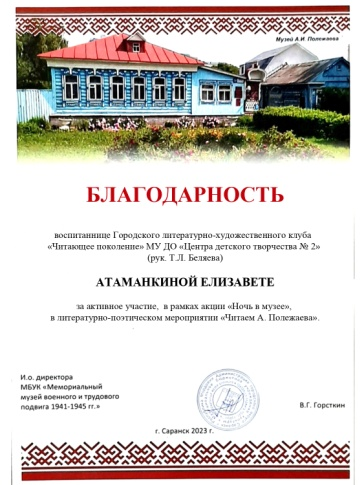 Музей А.И. Полежаева
БЛАГОДАРНОСТЬ
воспитаннице Городского литературно-художественного клуба
«Читающее поколение» МУ ДО «Центра детского творчества № 2»
(рук. Т.Л. Беляева)
АТАМАНКИНОЙ ЕЛИЗАВЕТЕ
за активное участие, в рамках акции «Ночь в музее»,
в литературно-поэтическом мероприятии «Читаем А. Полежаева».
И.о. директора
МБУК «Мемориальный
музей военного и трудового
подвига 1941-1945 гг.»
В.Г. Горсткин
г. Саранск 2023 г.